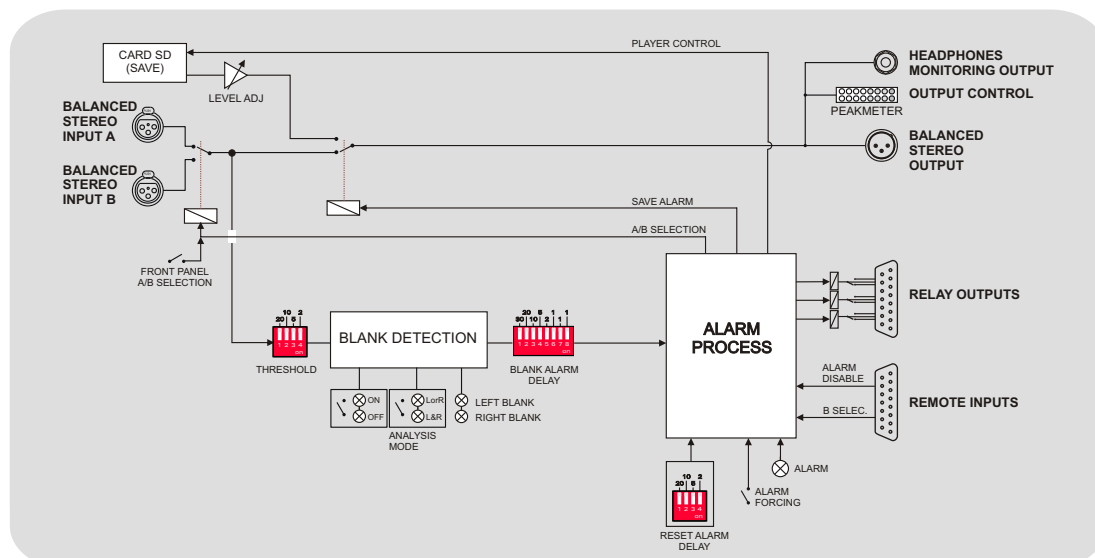 PLAYER CONTROL
CARD SD
(SAVE)
LEVEL ADJ
HEADPHONES
MONITORING OUTPUT
OUTPUT CONTROL
PEAKMETER
BALANCED
STEREO
INPUT A
BALANCED
STEREO
OUTPUT
BALANCED
STEREO
INPUT B
SAVE ALARM
A/B SELECTION
FRONT PANEL
A/B SELECTION
RELAY OUTPUTS
10 2
20 5
1 2 3 4
on
THRESHOLD
BLANK DETECTION
20 5 1 1
30 10 2 1
1 2 3 4 5 6 7 8
on
BLANK ALARM
DELAY
ALARM
PROCESS
ALARM
DISABLE
B SELEC.
REMOTE INPUTS
ON
OFF
LorR
L&R
ANALYSIS
MODE
LEFT BLANK
RIGHT BLANK
ALARM
ALARM
FORCING
10 2
20 5
1 2 3 4
on
RESET ALARM
DELAY